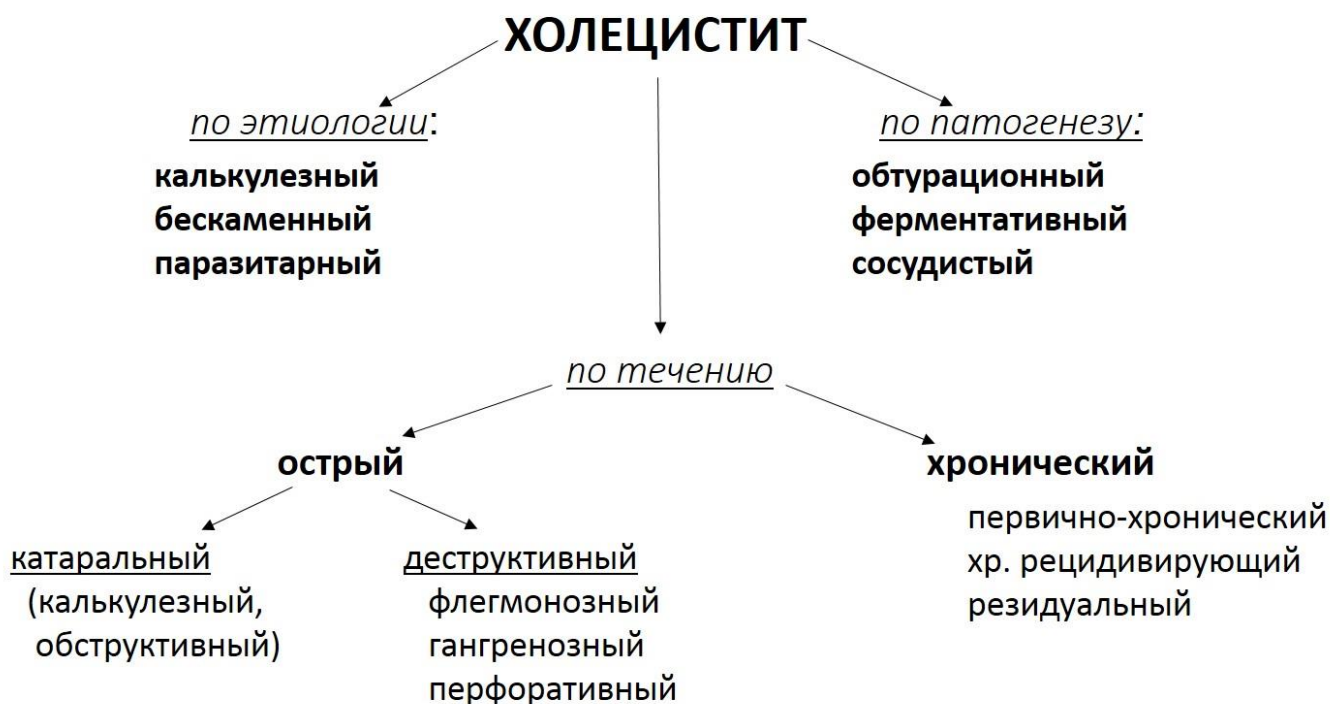 ХОЛЕЦИСТИТ
по этиологии:
калькулезный
бескаменный
паразитарный
по патогенезу:
обтурационный
ферментативный
сосудистый
по течению
острый
катаральный
(калькулезный,
обструктивный)
деструктивный
флегмонозный
гангренозный
перфоративный
хронический
первично-хронический
хр. рецидивирующий
резидуальный